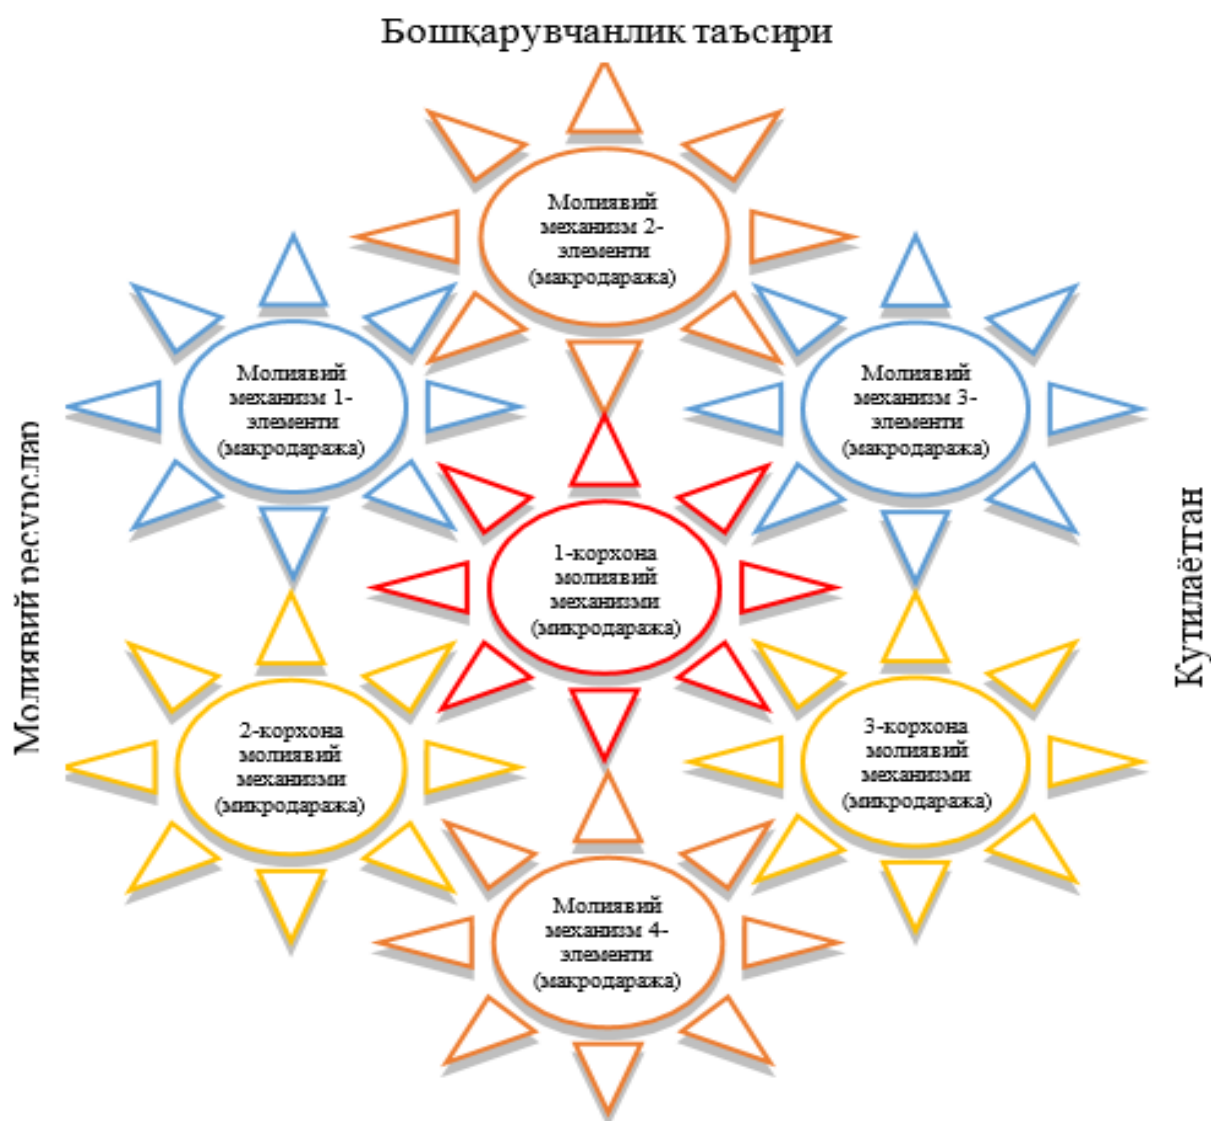 Бошқарувчанлик таъсири
Молиявий
механизм 2-
элементи
(макродаража)
Молиявий
механизм 1-
элементи
(макродаража)
Молиявий
механизм 3-
элементи
(макродаража)
Молиявий ресурслар
1-корхона
молиявий
механизми
(микродаража)
Кутилаётган
2-корхона
молиявий
механизми
(микродаража)
3-корхона
молиявий
механизми
(микродаража)
Молиявий
механизм 4-
элементи
(макродаража)